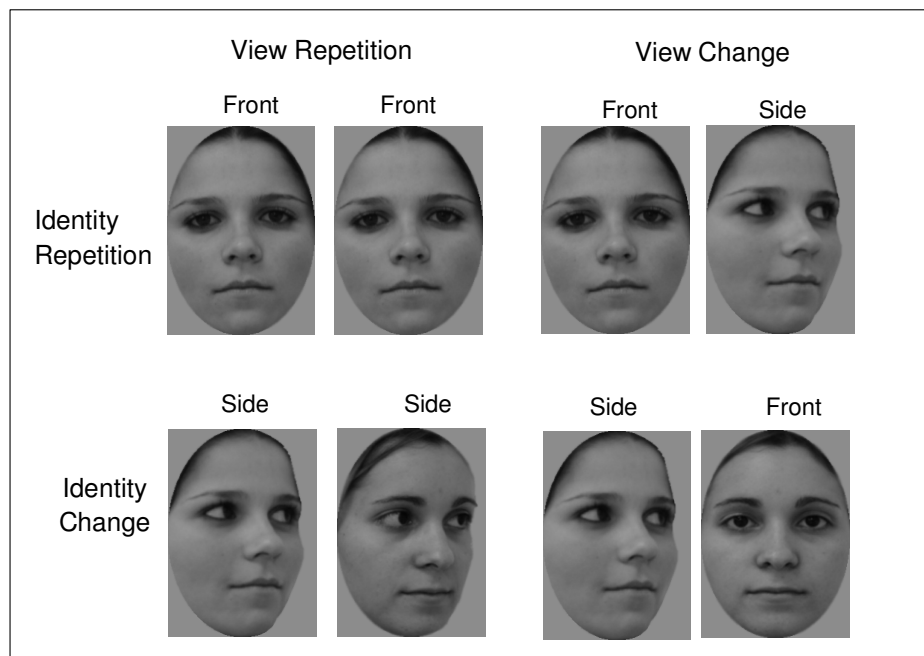 View Repetition
View Change
Front
Front
Front
Side
Identity
Repetition
Side
Side
Side
Front
Identity
Change